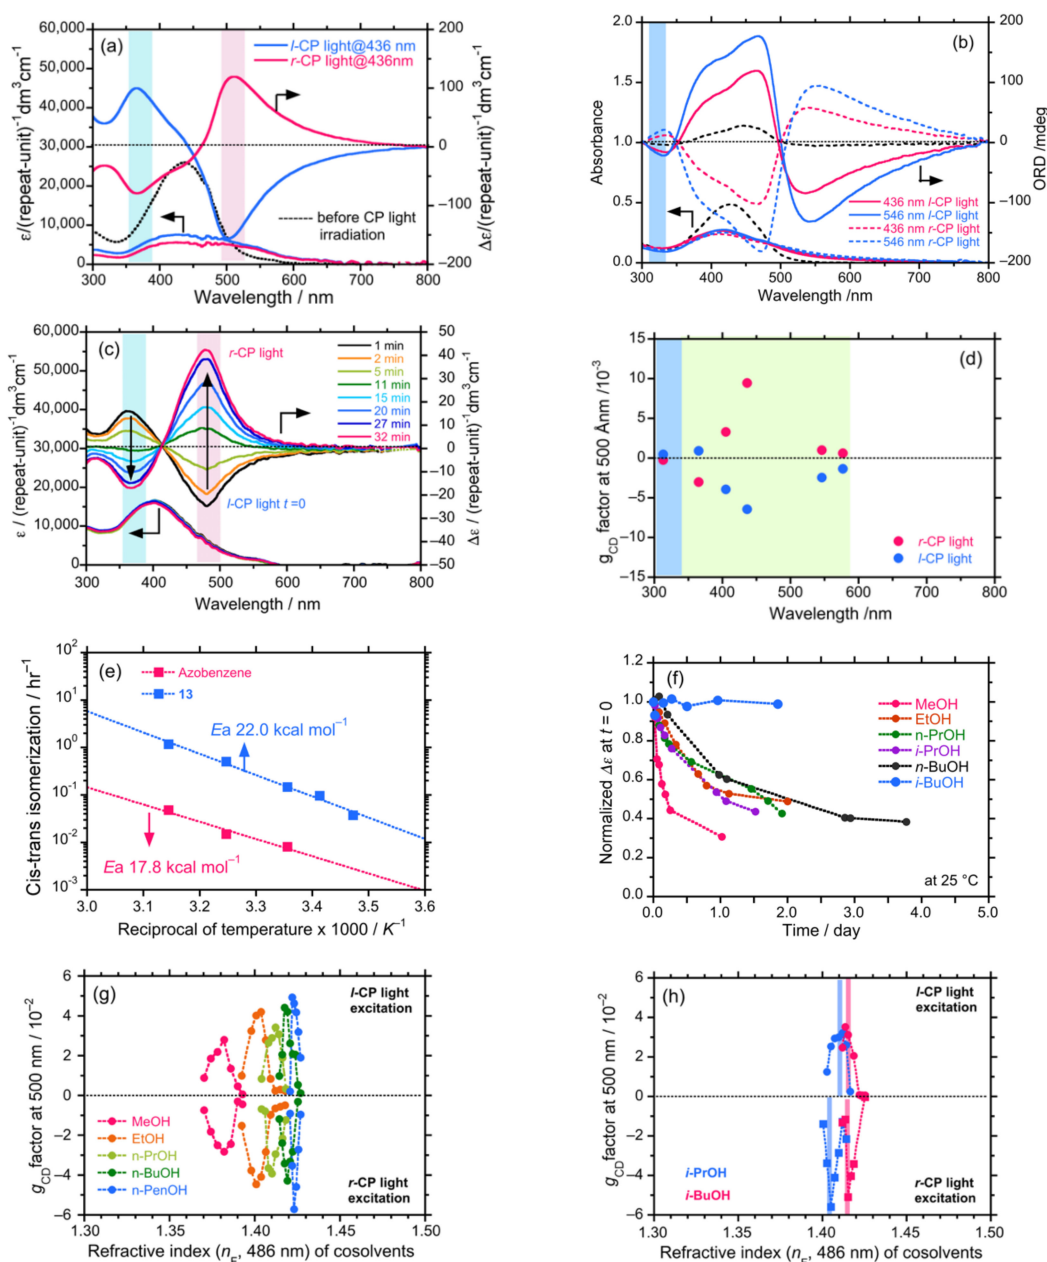 (a)
l-CP light@436 nm
r-CP light@436nm
before CP light
irradiation
60,000
50,000
40,000
30,000
20,000
10,000
0
200
100
0
−100
−200
300 400 500 600 700 800
Wavelength / nm
ε/(repeat-unit)⁻¹dm³cm⁻¹
Δε/(repeat-unit)⁻¹dm³cm⁻¹
(b)
2.0
1.5
1.0
0.5
0.0
200
100
0
−100
−200
436 nm l-CP light
546 nm l-CP light
436 nm r-CP light
546 nm r-CP light
300 400 500 600 700 800
Wavelength /nm
Absorbance
ORD /mdeg
(c)
60,000
50,000
40,000
30,000
20,000
10,000
0
50
40
30
20
10
0
−10
−20
−30
−40
−50
r-CP light
1 min
2 min
5 min
11 min
15 min
20 min
27 min
32 min
l-CP light t =0
300 400 500 600 700 800
Wavelength / nm
ε / (repeat-unit)⁻¹dm³cm⁻¹
Δε / (repeat-unit)⁻¹dm³cm⁻¹
(d)
15
10
5
0
−5
−10
−15
r-CP light
l-CP light
300 400 500 600 700 800
Wavelength /nm
gCD factor at 500 Ånm /10⁻³
(e)
10²
10¹
10⁰
10⁻¹
10⁻²
10⁻³
Azobenzene
13
Ea 22.0 kcal mol⁻¹
Ea 17.8 kcal mol⁻¹
3.0 3.1 3.2 3.3 3.4 3.5 3.6
Reciprocal of temperature x 1000 / K⁻¹
Cis-trans isomerization / hr⁻¹
(f)
1.2
1.0
0.8
0.6
0.4
0.2
0.0
MeOH
EtOH
n-PrOH
i-PrOH
n-BuOH
i-BuOH
at 25 °C
0.0 1.0 2.0 3.0 4.0 5.0
Time / day
Normalized Δε at t = 0
(g)
6
4
2
0
−2
−4
−6
l-CP light
excitation
MeOH
EtOH
n-PrOH
n-BuOH
n-PenOH
r-CP light
excitation
1.30 1.35 1.40 1.45 1.50
Refractive index (nF, 486 nm) of cosolvents
gCD factor at 500 nm / 10⁻²
(h)
6
4
2
0
−2
−4
−6
l-CP light
excitation
i-PrOH
i-BuOH
r-CP light
excitation
1.30 1.35 1.40 1.45 1.50
Refractive index (nF, 486 nm) of cosolvents
gCD factor at 500 nm / 10⁻²